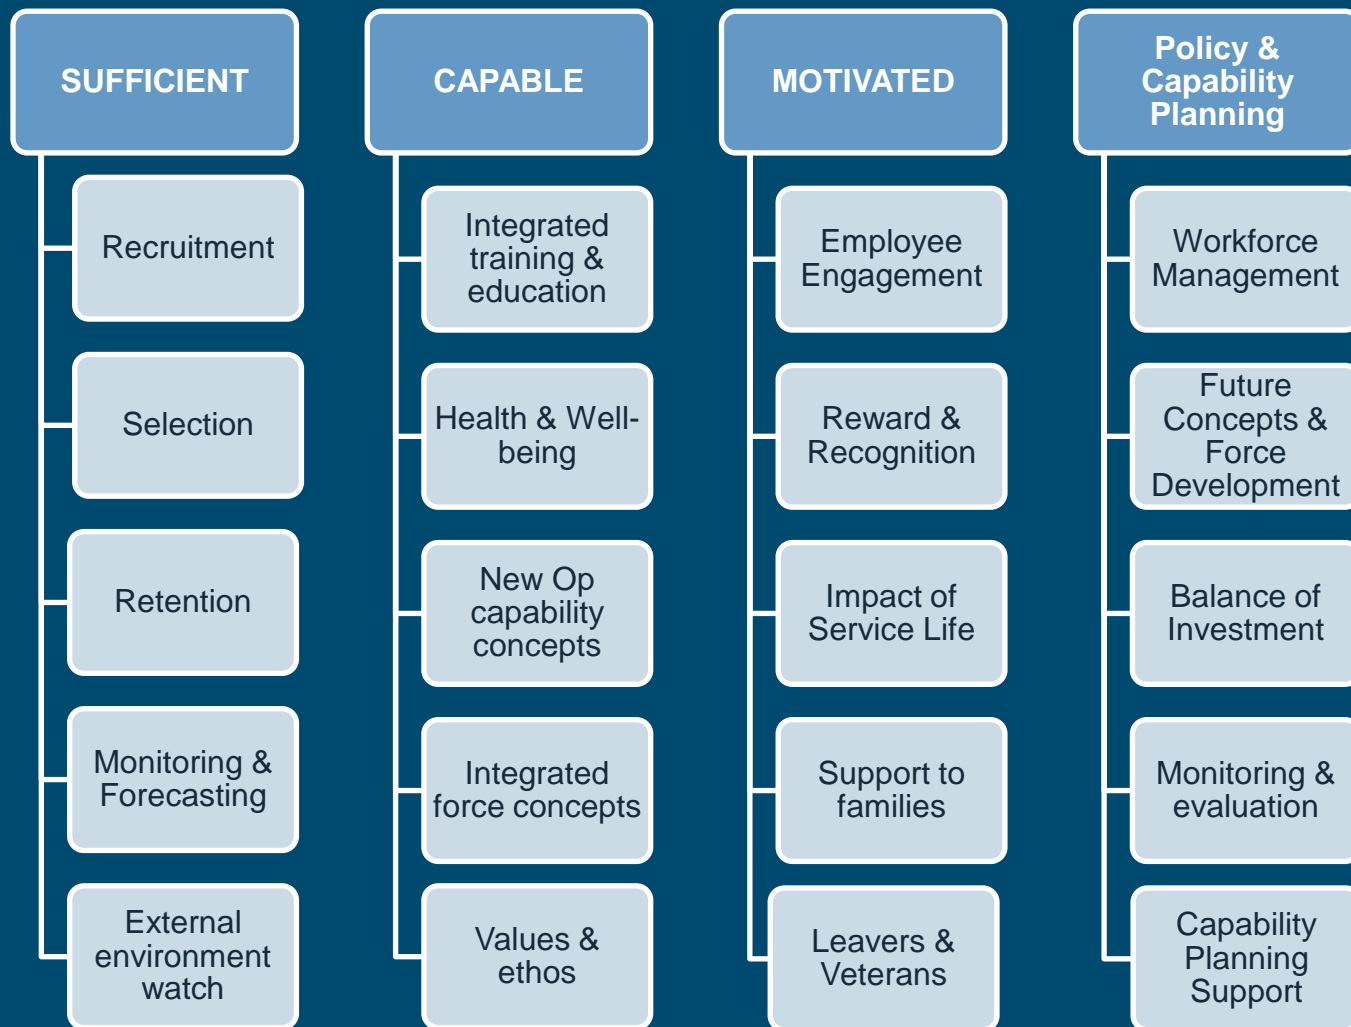 SUFFICIENT
Recruitment
Selection
Retention
Monitoring &
Forecasting
External
environment
watch
CAPABLE
Integrated
training &
education
Health & Well-
being
New Op
capability
concepts
Integrated
force concepts
Values &
ethos
MOTIVATED
Employee
Engagement
Reward &
Recognition
Impact of
Service Life
Support to
families
Leavers &
Veterans
Policy &
Capability
Planning
Workforce
Management
Future
Concepts &
Force
Development
Balance of
Investment
Monitoring &
evaluation
Capability
Planning
Support